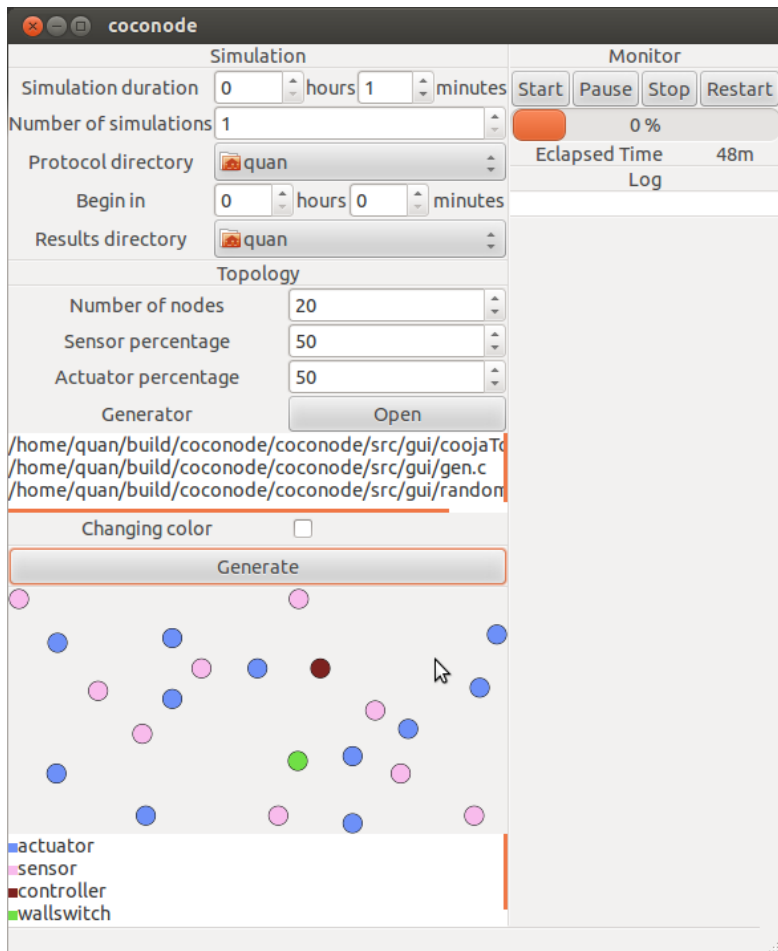 coconode
Simulation
Simulation duration 0 hours 1 minutes
Number of simulations 1
Protocol directory quan
Begin in 0 hours 0 minutes
Results directory quan
Topology
Number of nodes 20
Sensor percentage 50
Actuator percentage 50
Generator Open
/home/quan/build/coconode/coconode/src/gui/coojaTo
/home/quan/build/coconode/coconode/src/gui/gen.c
/home/quan/build/coconode/coconode/src/gui/random
Changing color
Generate
actuator
sensor
controller
wallswitch
Monitor
Start Pause Stop Restart
0 %
Eclapsed Time 48m
Log